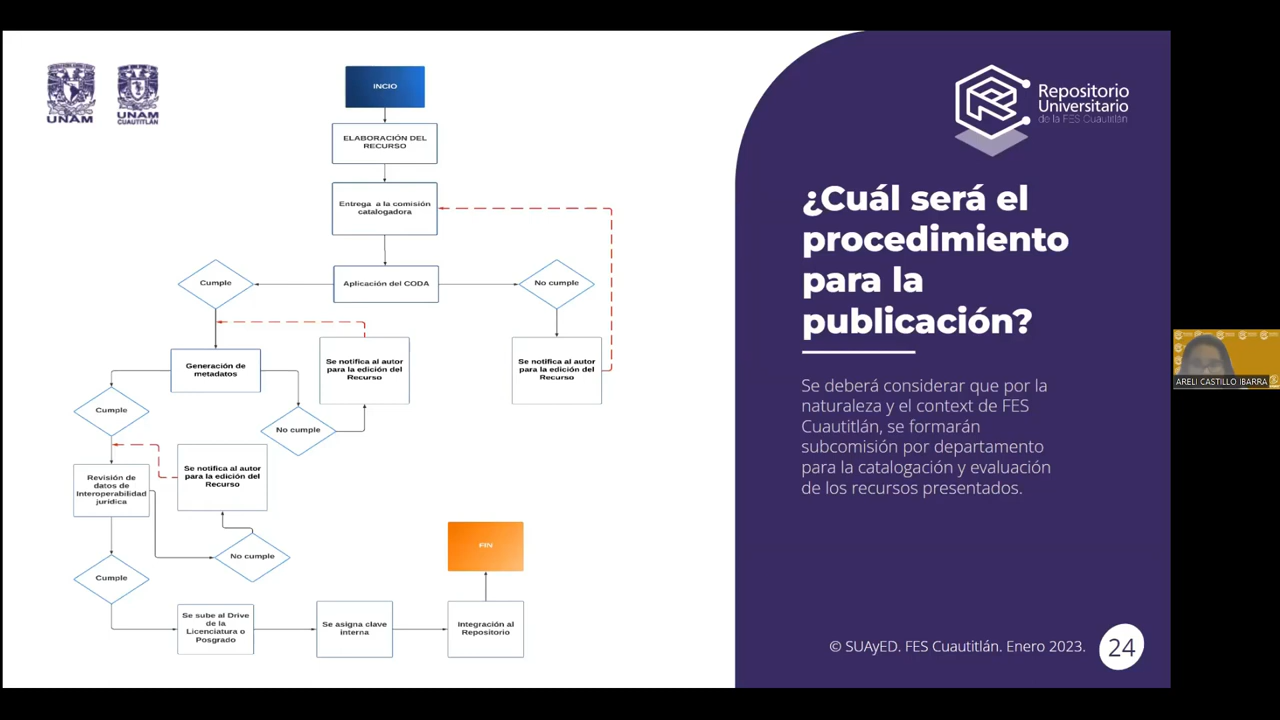 UNAM
UNAM
CUAUTITLÁN
INCIO
ELABORACIÓN DEL
RECURSO
Entrega a la comisión
catalogadora
Cumple
Aplicación del CODA
No cumple
Generación de
metadatos
Se notifica al autor
para la edición del
Recurso
Se notifica al autor
para la edición del
Recurso
Cumple
No cumple
Revisión de
datos de
Interoperabilidad
jurídica
Se notifica al autor
para la edición del
Recurso
No cumple
Cumple
Se sube al Drive
de la
Licenciatura o
Posgrado
Se asigna clave
interna
Integración al
Repositorio
FIN
Repositorio
Universitario
de la FES Cuautitlán
¿Cuál será el
procedimiento
para la
publicación?
Se deberá considerar que por la
naturaleza y el context de FES
Cuautitlán, se formarán
subcomisión por departamento
para la catalogación y evaluación
de los recursos presentados.
© SUAyED. FES Cuautitlán. Enero 2023.
24
ARELI CASTILLO IBARRA